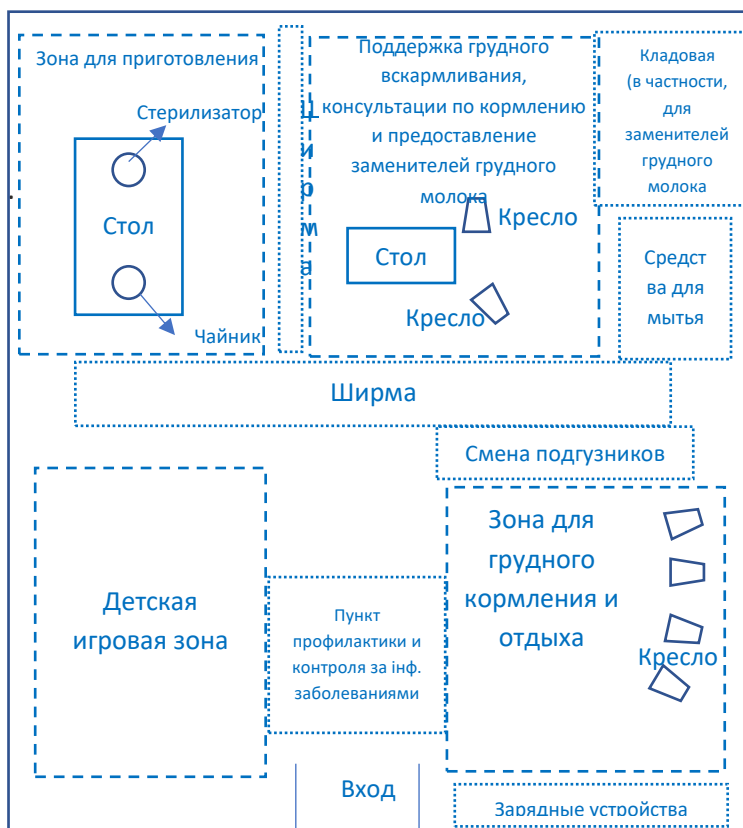 Зона для приготовления
Стерилизатор
Стол
Чайник
Ширма
Поддержка грудного
вскармливания,
консультации по кормлению
и предоставление
заменителей грудного
молока
Кресло
Стол
Кресло
Кладовая
(в частности,
для
заменителей
грудного
молока
Средст
ва для
мытья
Ширма
Смена подгузников
Детская
игровая зона
Пункт
профилактики и
контроля за інф.
заболеваниями
Зона для
грудного
кормления и
отдыха
Кресло
Вход
Зарядные устройства